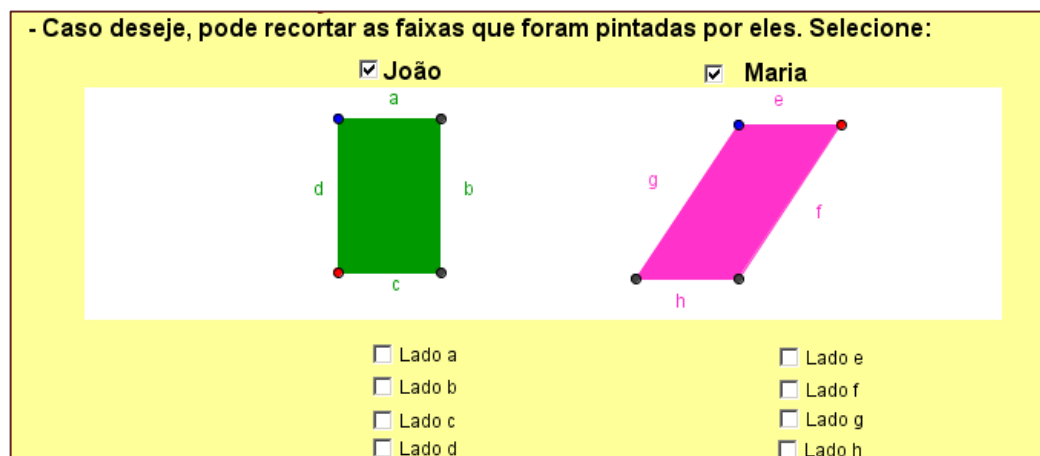 - Caso deseje, pode recortar as faixas que foram pintadas por eles. Selecione:
João Maria
a e
d b g f
c h
Lado a Lado e
Lado b Lado f
Lado c Lado g
Lado d Lado h